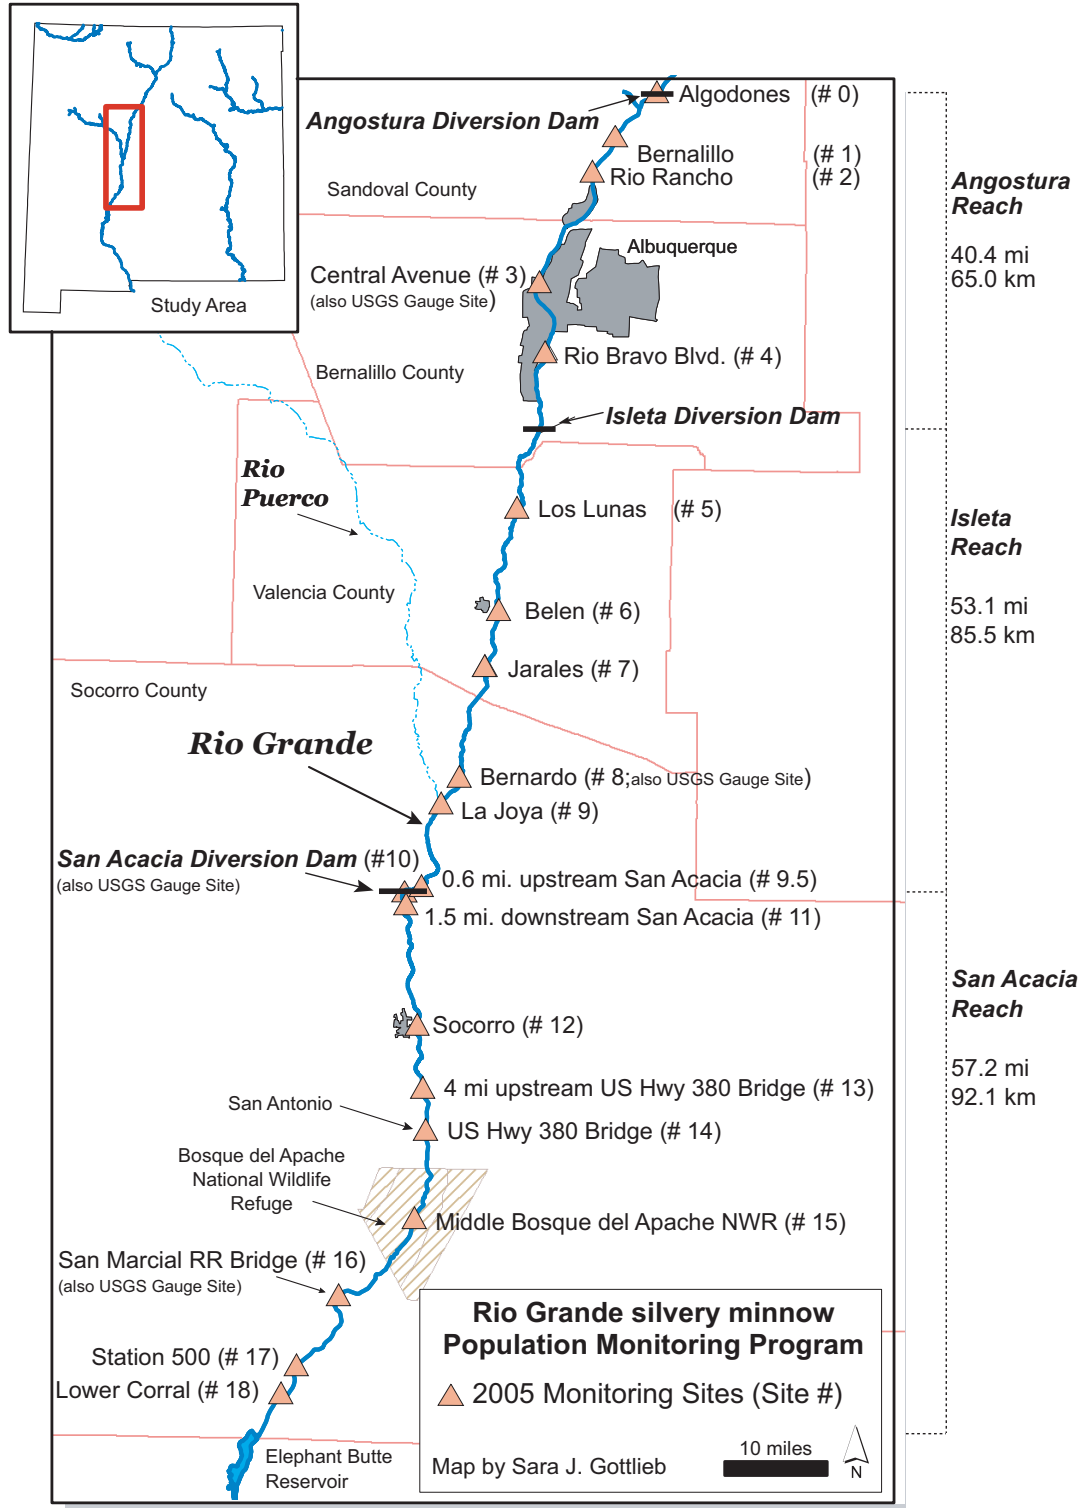 Study Area
Algodones (# 0)
Angostura Diversion Dam
Bernalillo (# 1)
Rio Rancho (# 2)
Sandoval County
Angostura
Reach
40.4 mi
65.0 km
Albuquerque
Central Avenue (# 3)
(also USGS Gauge Site)
Rio Bravo Blvd. (# 4)
Bernalillo County
Isleta Diversion Dam
Rio
Puerco
Los Lunas (# 5)
Isleta
Reach
53.1 mi
85.5 km
Valencia County
Belen (# 6)
Jarales (# 7)
Socorro County
Rio Grande
Bernardo (# 8;also USGS Gauge Site)
La Joya (# 9)
San Acacia Diversion Dam (#10)
(also USGS Gauge Site)
0.6 mi. upstream San Acacia (# 9.5)
1.5 mi. downstream San Acacia (# 11)
San Acacia
Reach
57.2 mi
92.1 km
Socorro (# 12)
4 mi upstream US Hwy 380 Bridge (# 13)
San Antonio
US Hwy 380 Bridge (# 14)
Bosque del Apache
National Wildlife
Refuge
Middle Bosque del Apache NWR (# 15)
San Marcial RR Bridge (# 16)
(also USGS Gauge Site)
Station 500 (# 17)
Lower Corral (# 18)
Elephant Butte
Reservoir
Rio Grande silvery minnow
Population Monitoring Program
2005 Monitoring Sites (Site #)
10 miles
Map by Sara J. Gottlieb
N